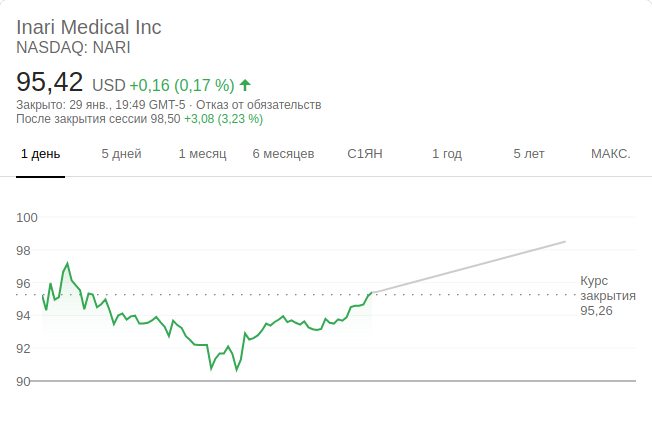 Inari Medical Inc
NASDAQ: NARI
95,42 USD +0,16 (0,17 %)
Закрыто: 29 янв., 19:49 GMT-5 · Отказ от обязательств
После закрытия сессии 98,50 +3,08 (3,23 %)
1 день 5 дней 1 месяц 6 месяцев С1ЯН 1 год 5 лет МАКС.
100
98
96
94
92
90
Курс
закрытия
95,26